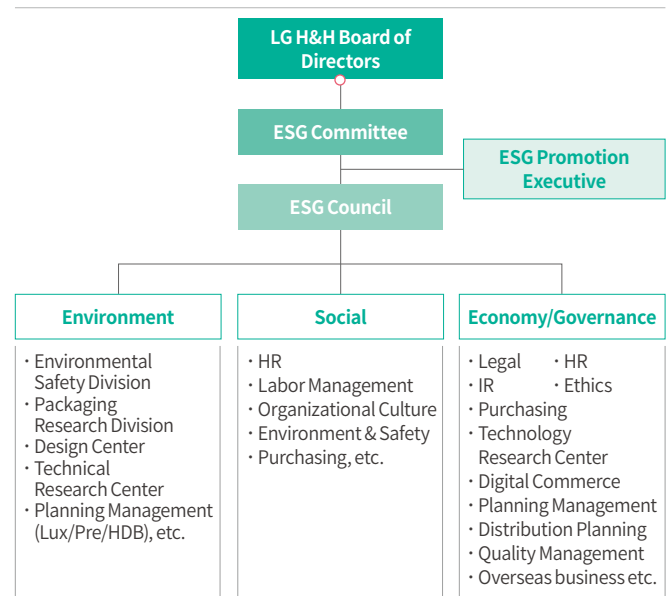 LG H&H Board of
Directors
ESG Committee
ESG Promotion
Executive
ESG Council
Environment
· Environmental
Safety Division
· Packaging
Research Division
· Design Center
· Technical
Research Center
· Planning Management
(Lux/Pre/HDB), etc.
Social
· HR
· Labor Management
· Organizational Culture
· Environment & Safety
· Purchasing, etc.
Economy/Governance
· Legal · HR
· IR · Ethics
· Purchasing
· Technology
Research Center
· Digital Commerce
· Planning Management
· Distribution Planning
· Quality Management
· Overseas business etc.